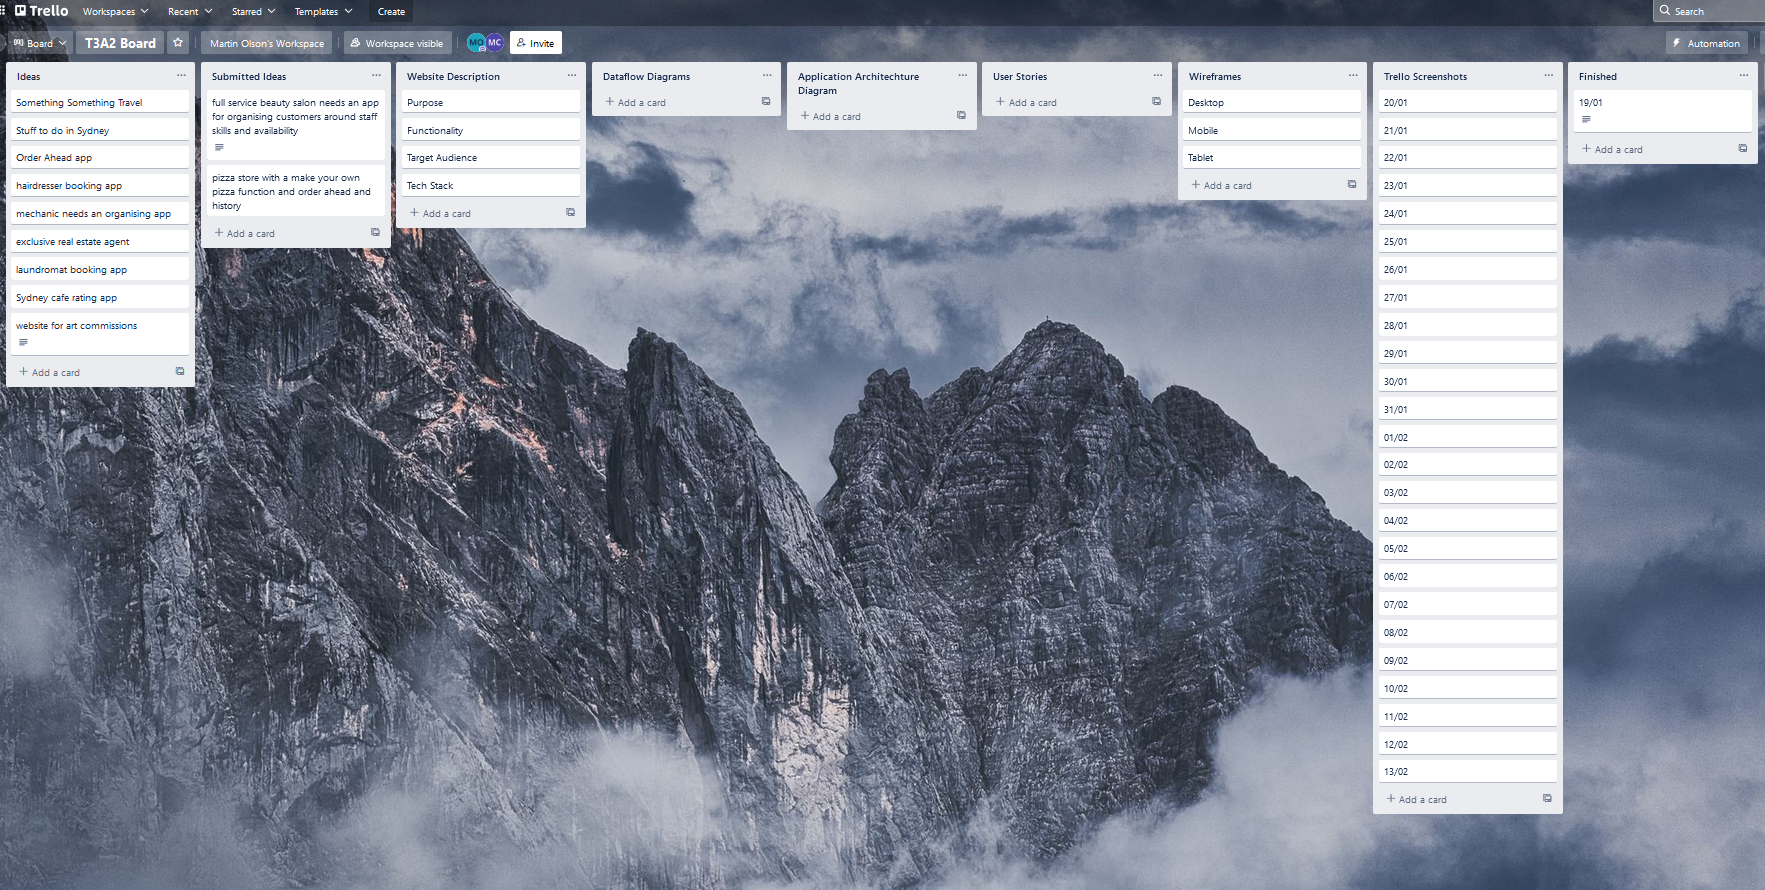 Trello
Workspaces
Recent
Starred
Templates
Create
Search
Board
T3A2 Board
Martin Olson's Workspace
Workspace visible
MO
MC
Invite
Automation
Ideas
Something Something Travel
Stuff to do in Sydney
Order Ahead app
hairdresser booking app
mechanic needs an organising app
exclusive real estate agent
laundromat booking app
Sydney cafe rating app
website for art commissions
Add a card
Submitted Ideas
full service beauty salon needs an app
for organising customers around staff
skills and availability
pizza store with a make your own
pizza function and order ahead and
history
Add a card
Website Description
Purpose
Functionality
Target Audience
Tech Stack
Add a card
Dataflow Diagrams
Add a card
Application Architechture
Diagram
Add a card
User Stories
Add a card
Wireframes
Desktop
Mobile
Tablet
Add a card
Trello Screenshots
20/01
21/01
22/01
23/01
24/01
25/01
26/01
27/01
28/01
29/01
30/01
31/01
01/02
02/02
03/02
04/02
05/02
06/02
07/02
08/02
09/02
10/02
11/02
12/02
13/02
Add a card
Finished
19/01
Add a card